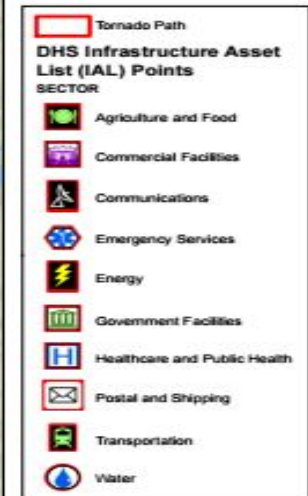 Tornado Path
DHS Infrastructure Asset
List (IAL) Points
SECTOR
Agriculture and Food
Commercial Facilities
Communications
Emergency Services
Energy
Government Facilities
H Healthcare and Public Health
Postal and Shipping
Transportation
Water